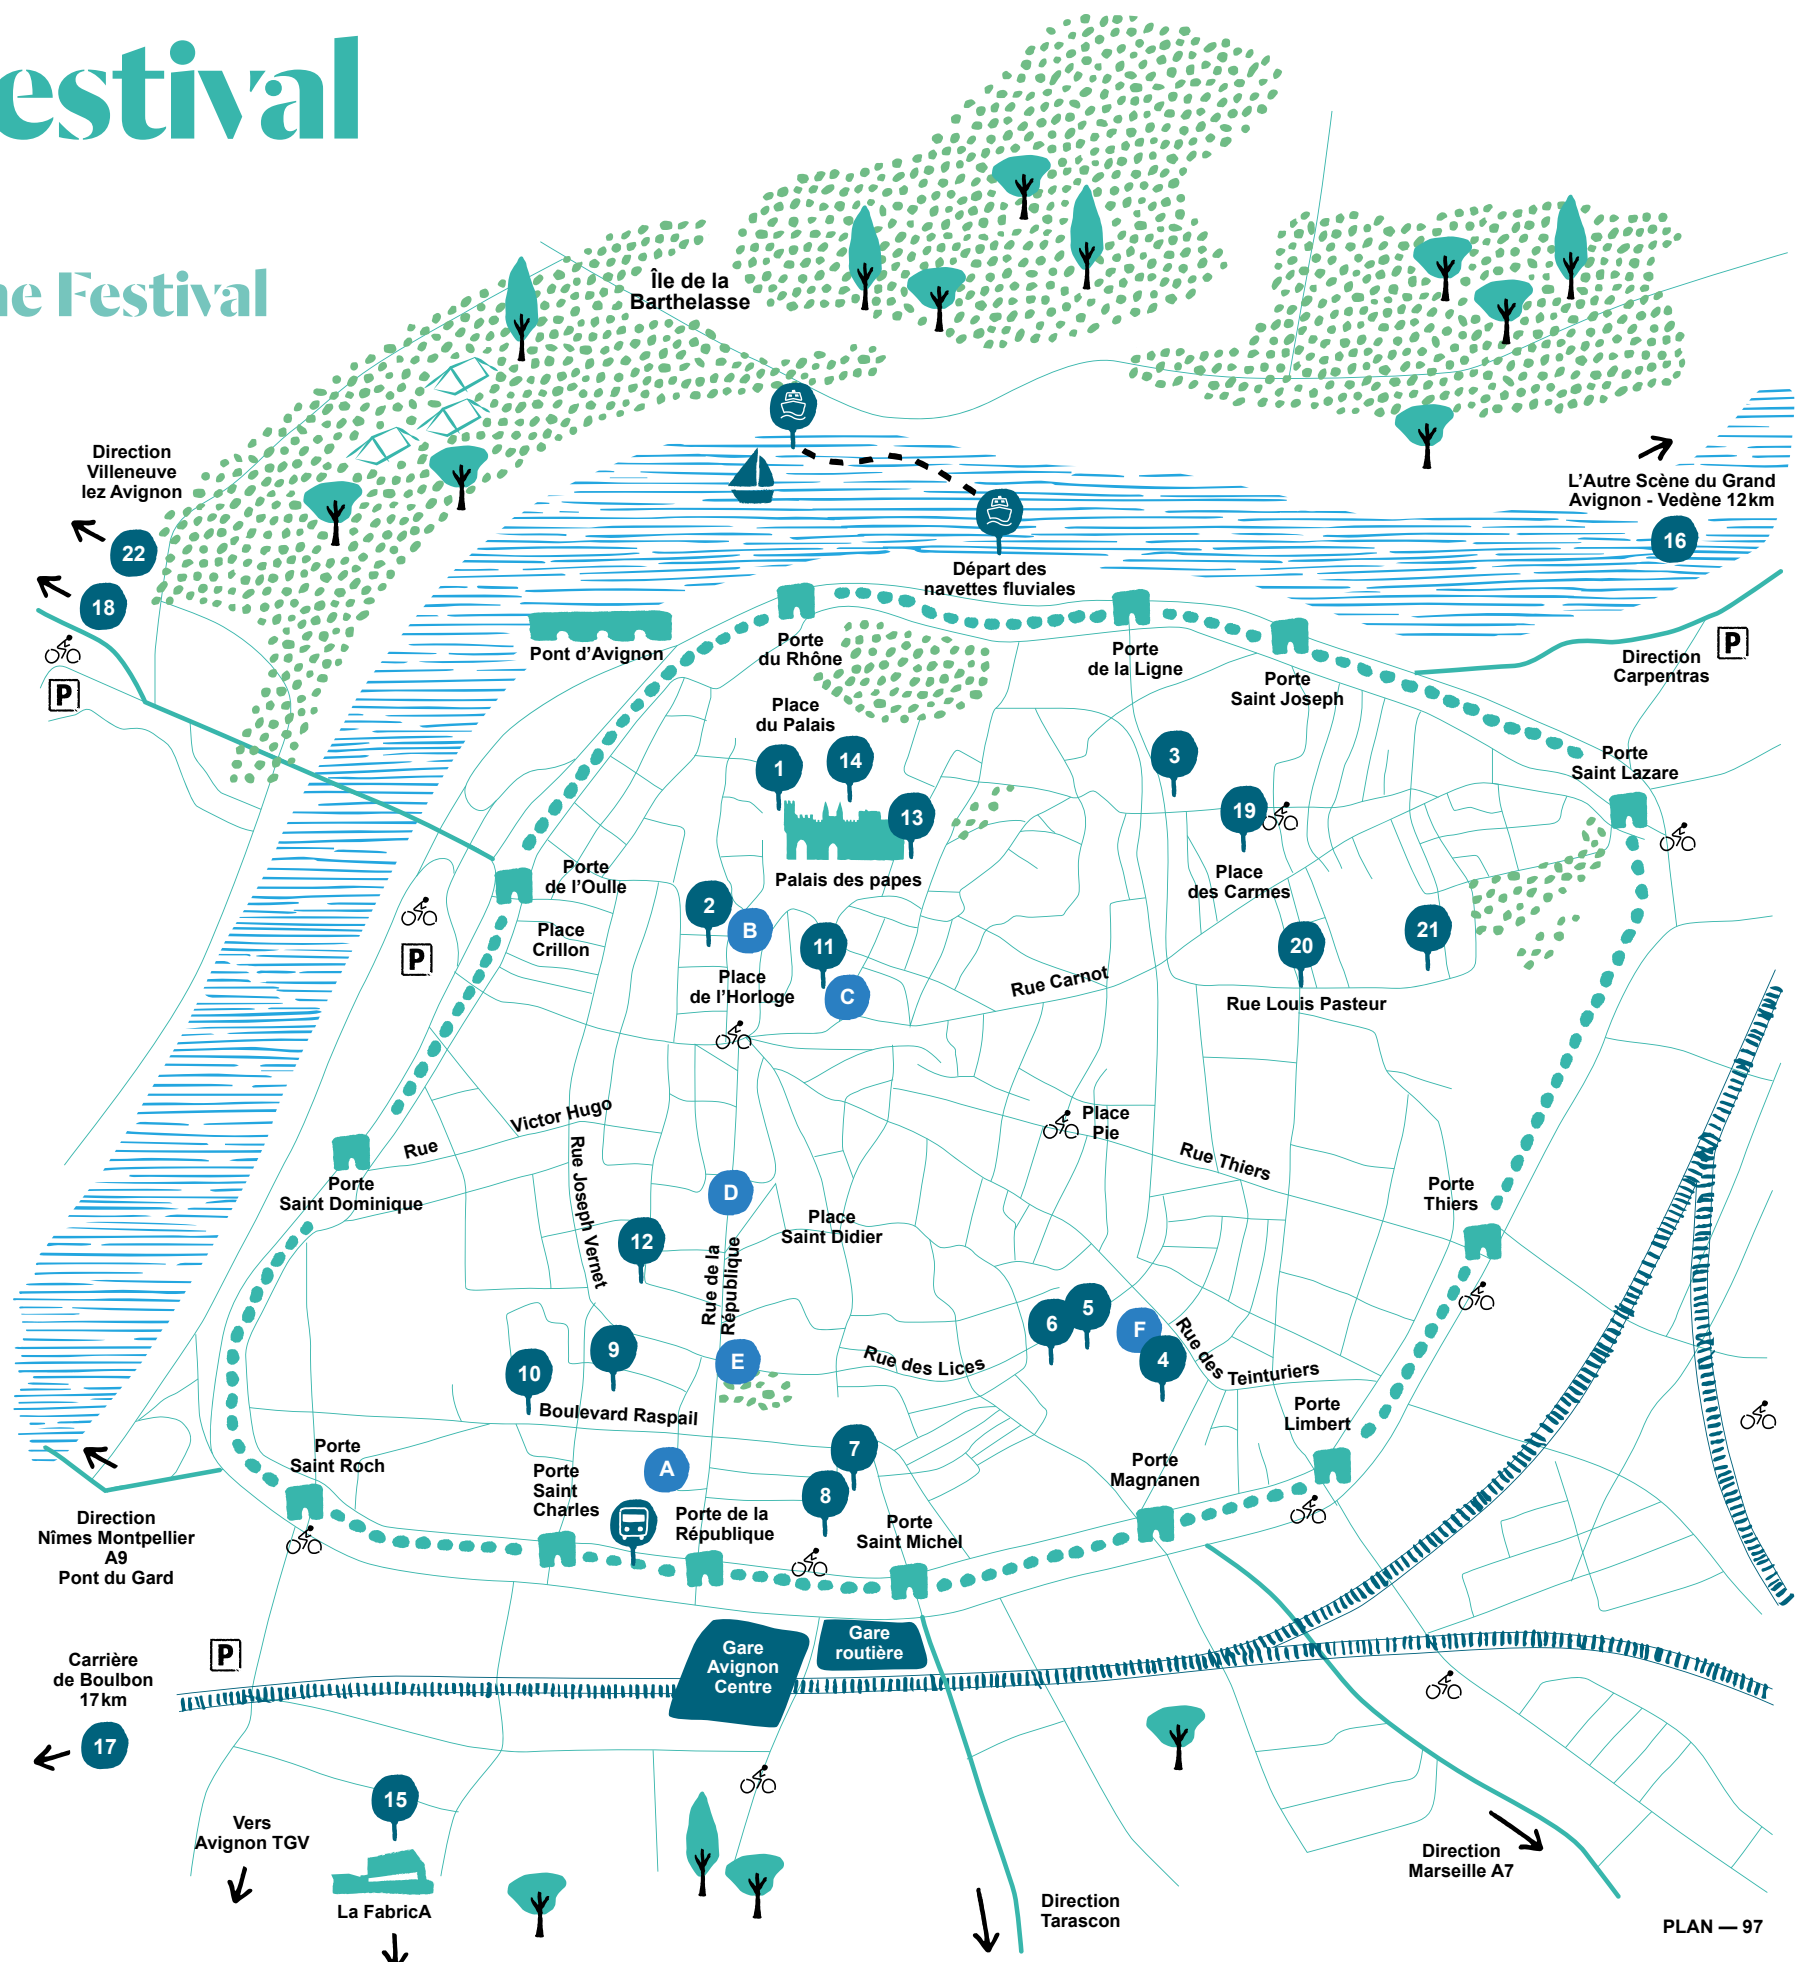 estival
ne Festival
Île de la
Barthelasse
Direction
Villeneuve
lez Avignon
22
18
P
L'Autre Scène du Grand
Avignon - Vedène 12 km
16
Départ des
navettes fluviales
Pont d'Avignon
Porte
du Rhône
Porte
de la Ligne
Porte
Saint Joseph
Direction
Carpentras
P
Place
du Palais
1
14
13
3
19
Porte
Saint Lazare
Palais des papes
Porte
de l'Oulle
Place
Crillon
P
2
B
11
C
Place
de l'Horloge
Place
des Carmes
20
21
Rue Carnot
Rue Louis Pasteur
Place
Pie
Rue Victor Hugo
Rue Joseph Vernet
Rue Thiers
Porte
Saint Dominique
Porte
Thiers
D
12
Place
Saint Didier
Rue de la
République
6
5
F
4
Rue des Teinturiers
9
10
E
Rue des Lices
Boulevard Raspail
Porte
Limbert
7
8
A
Porte
Saint Roch
Porte
Saint
Charles
Porte de la
République
Porte
Saint Michel
Porte
Magnanen
Direction
Nîmes Montpellier
A9
Pont du Gard
P
Gare
Avignon
Centre
Gare
routière
Carrière
de Boulbon
17 km
17
15
Vers
Avignon TGV
La FabricA
Direction
Tarascon
Direction
Marseille A7
PLAN — 97